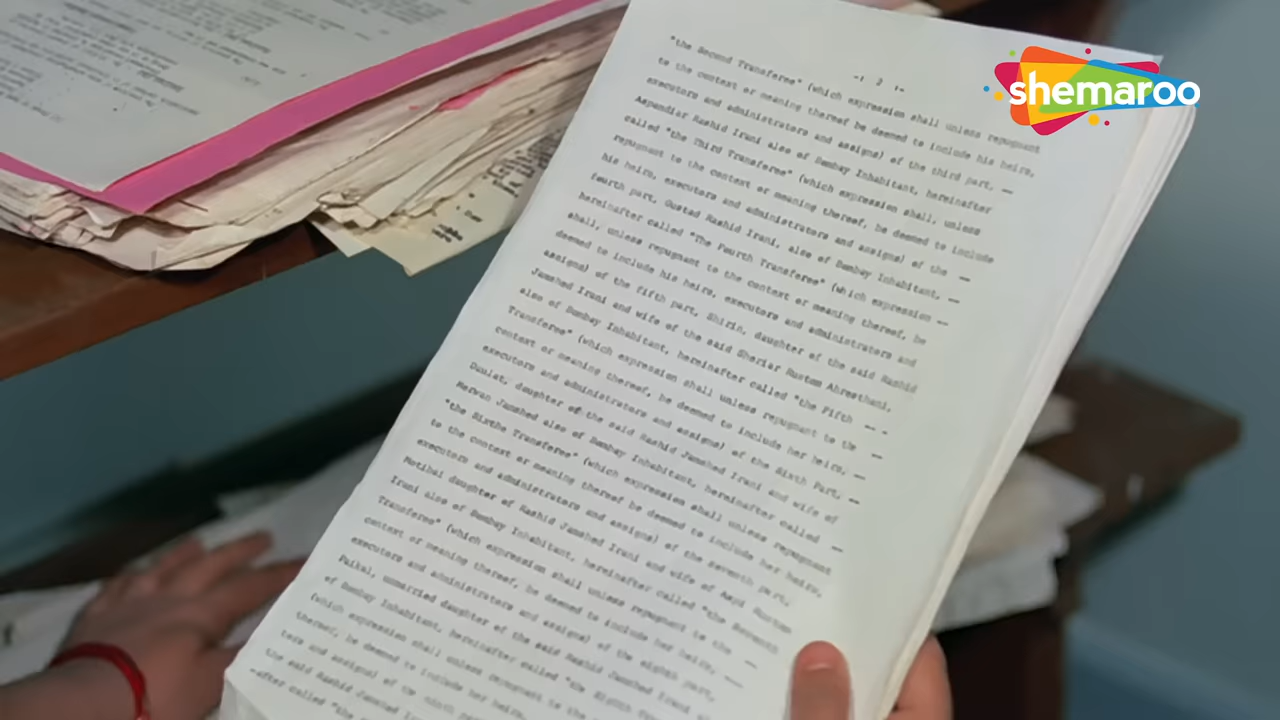 shemaroo
-: 2 :-
"the Second Transferee" (which expression shall unless repugnant
to the context or meaning thereof be deemed to include his heirs,
executors and administrators and assigns) of the third part, —
Aspandiar Rashid Irani also of Bombay Inhabitant, hereinafter
called "the Third Transferee" (which expression shall, unless
repugnant to the context or meaning thereof, be deemed to include
his heirs, executors and administrators and assigns) of the —
fourth part, Gustad Rashid Irani, also of Bombay Inhabitant, —
hereinafter called "The Fourth Transferee" (which expression —
shall, unless repugnant to the context or meaning thereof, be
deemed to include his heirs, executors and administrators and
assigns) of the fifth part, Shirin, daughter of the said Rashid
Jamshed Irani and wife of the said Sheriar Rustom
also of Bombay Inhabitant, hereinafter called "the Fifth — —
Transferee" (which expression shall unless repugnant to the
context or meaning thereof, be deemed to include her heirs, —
executors and administrators and assigns) of the Sixth Part, —
Daulat, daughter of the said Rashid Jamshed Irani and wife of
Merwan Jamshed also of Bombay Inhabitant, hereinafter called —
"the Sixthe Transferee" (which expression shall unless repugnant
to the context or meaning thereof be deemed to include her heirs,
executors and administrators and assigns) of the seventh part,
Motibai daughter of Rashid Jamshed Irani and wife of Aspi Rustom
Irani also of Bombay Inhabitant, hereinafter called "the Seventh
Transferee" (which expression shall unless repugnant to the —
context or meaning thereof, be deemed to include her heirs, —
executors and administrators and assigns) of the eighth part,
unmarried daughter of the said Rashid Jamshed Irani
of Bombay Inhabitant, hereinafter called "the Eighth
(which expression shall unless repugnant to the
thereof, be deemed to include her heirs,
and assigns) of the ninth
the said Rashid Jamshed
-after called "the